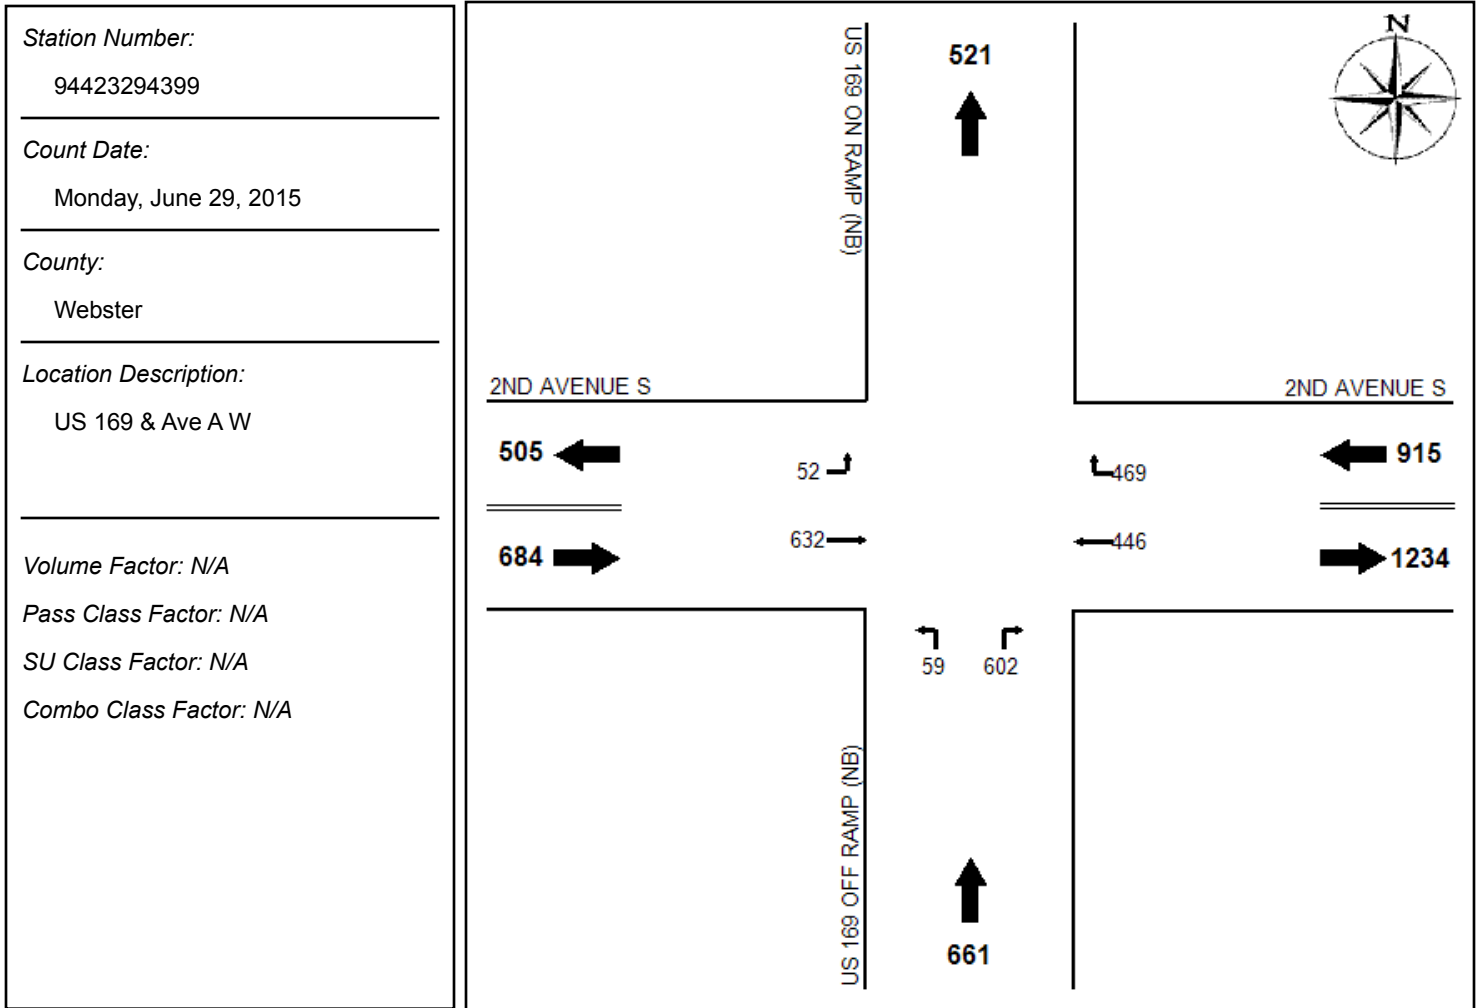 Station Number:
94423294399
Count Date:
Monday, June 29, 2015
County:
Webster
Location Description:
US 169 & Ave A W
Volume Factor: N/A
Pass Class Factor: N/A
SU Class Factor: N/A
Combo Class Factor: N/A
N
US 169 ON RAMP (NB)
521
2ND AVENUE S
2ND AVENUE S
505
52
469
915
684
632
446
1234
59
602
US 169 OFF RAMP (NB)
661